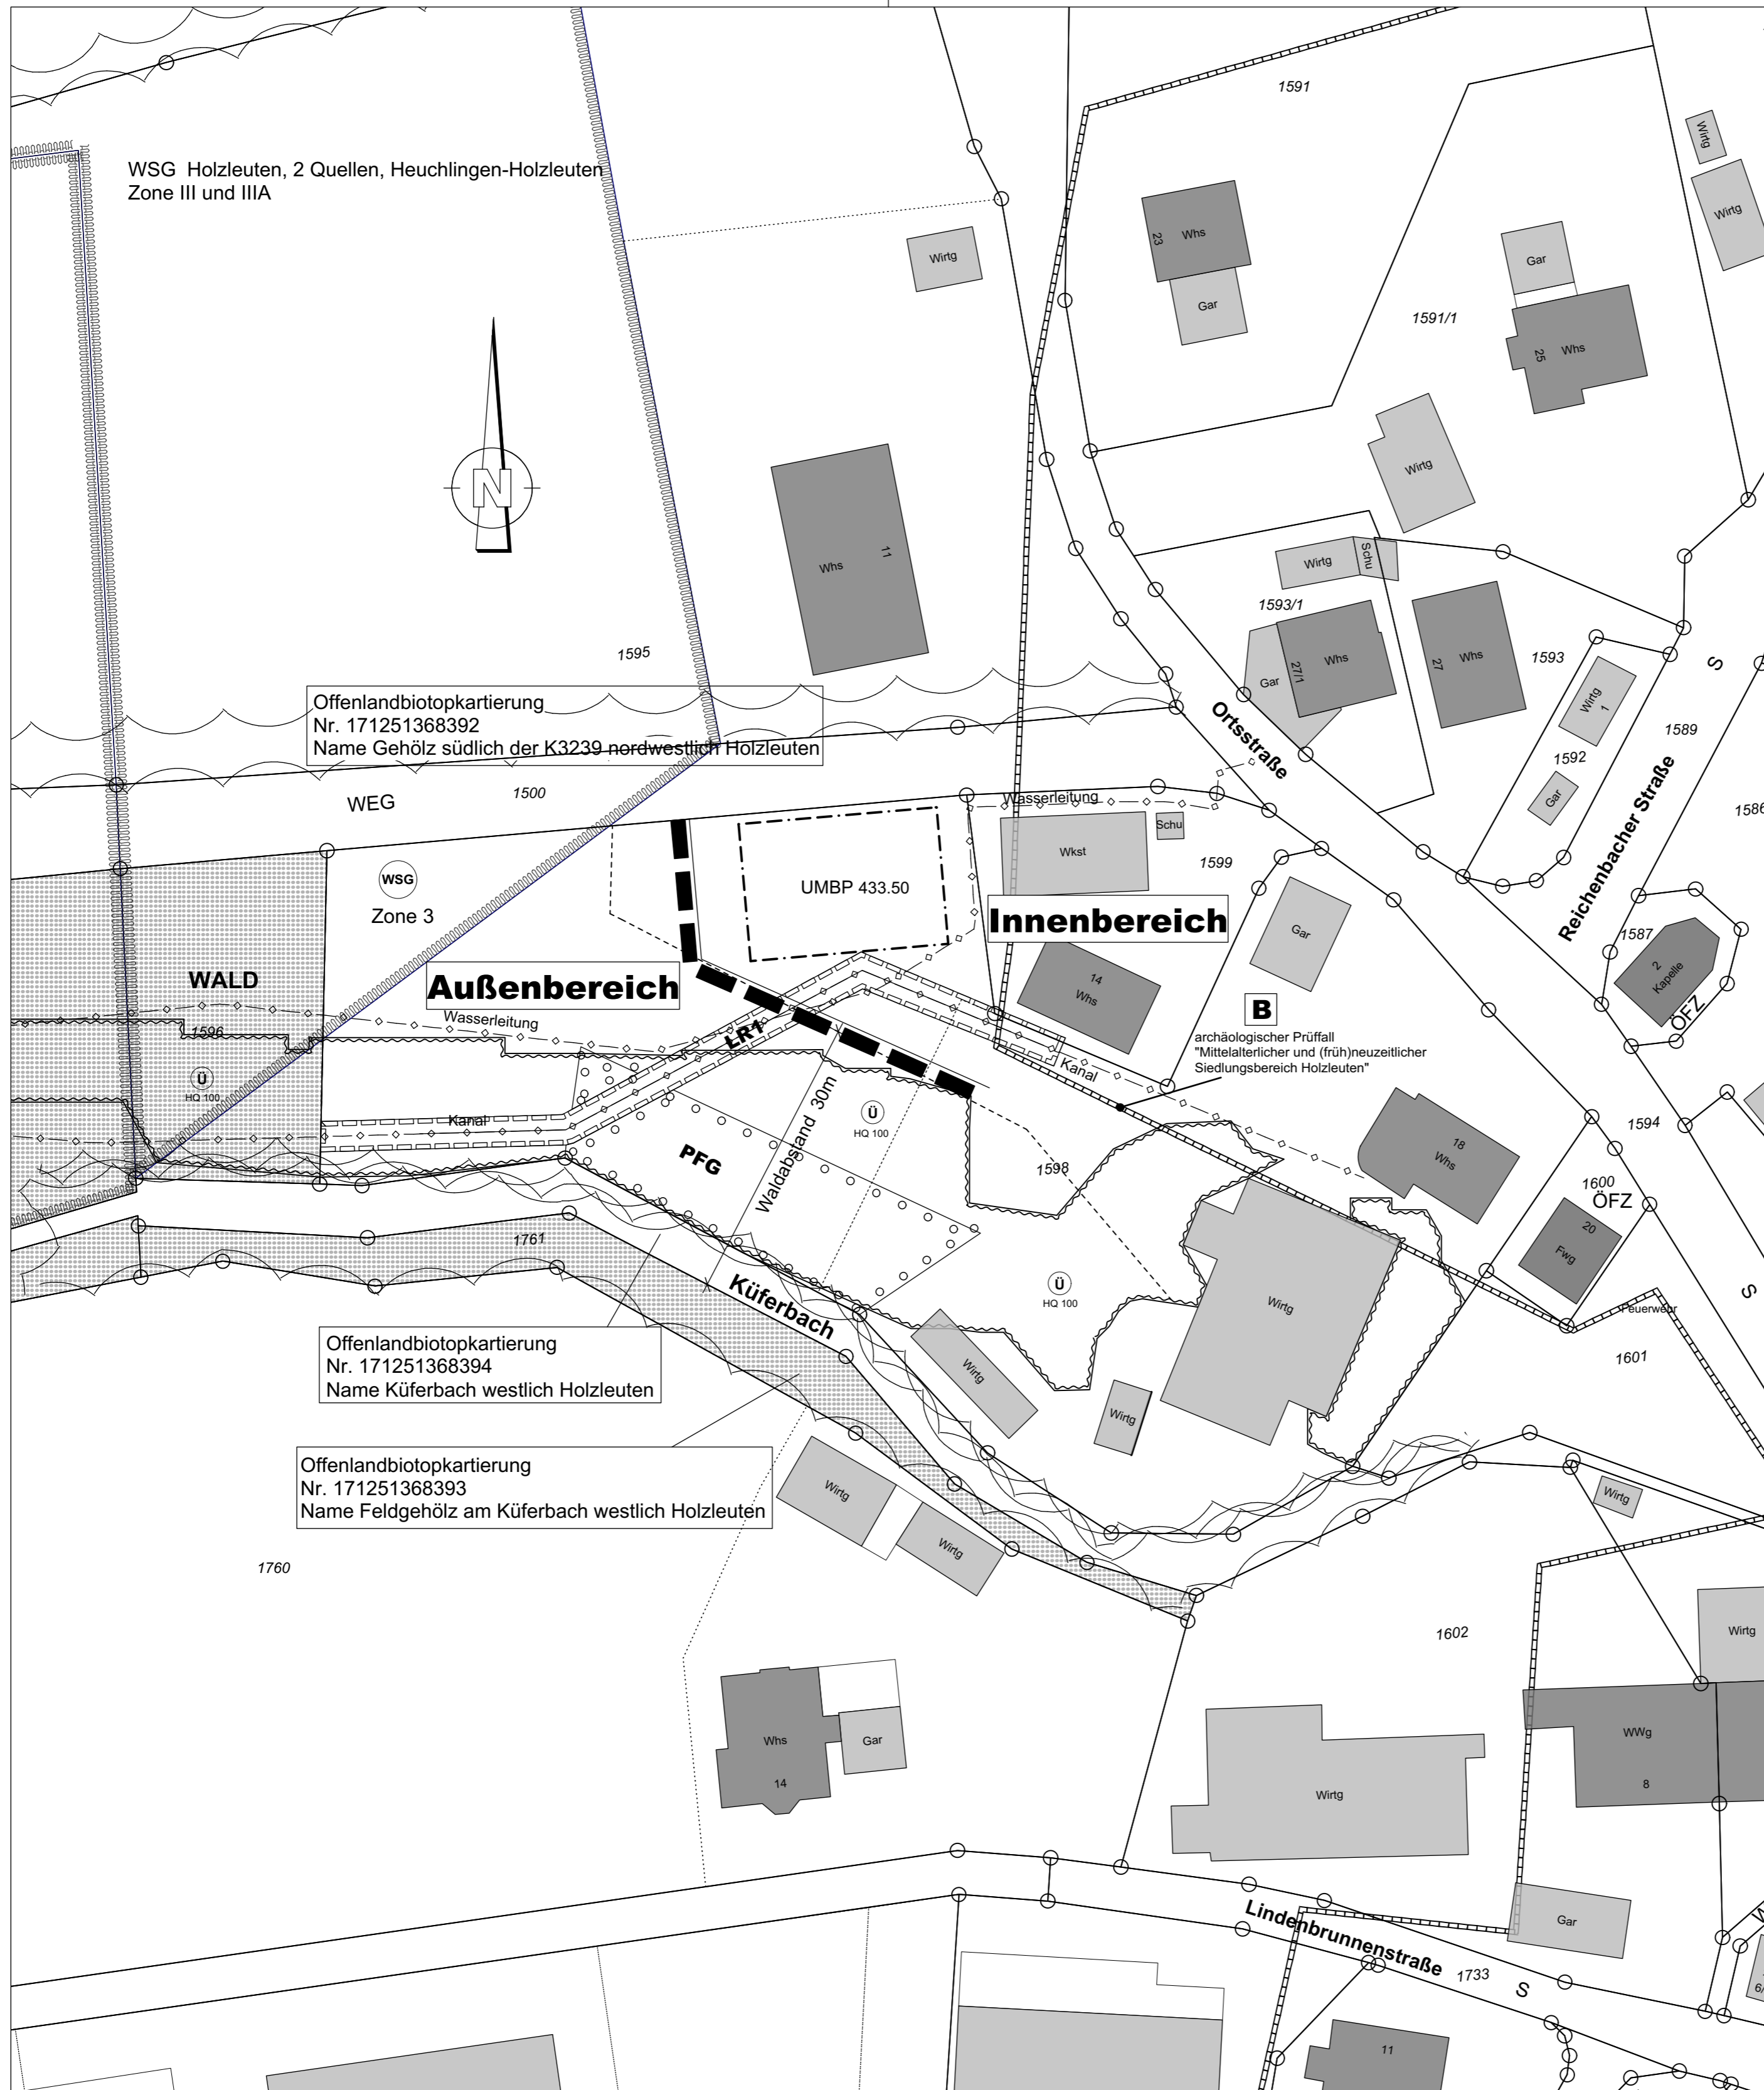 1591
Wirtg
WSG Holzleuten, 2 Quellen, Heuchlingen-Holzleuten
Zone III und IIIA
Wirtg
23
Whs
Wirtg
Gar
Gar
1591/1
25
Whs
N
Wirtg
Whs
11
Wirtg
Schu
1593/1
1595
27/1
Whs
Gar
27
Whs
1593
S
Wirtg
1
1589
Offenlandbiotopkartierung
Nr. 171251368392
Name Gehölz südlich der K3239 nordwestlich Holzleuten
Ortsstraße
1592
Gar
1586
Reichenbacher Straße
WEG
1500
Wasserleitung
Schu
Wkst
1599
UMBP 433.50
WSG
Zone 3
Innenbereich
Gar
1587
2
Kapelle
ÖFZ
WALD
Außenbereich
14
Whs
Wasserleitung
1596
LR1
B
archäologischer Prüffall
"Mittelalterlicher und (früh)neuzeitlicher
Siedlungsbereich Holzleuten"
Kanal
Ü
HQ 100
Kanal
Waldabstand 30m
Ü
HQ 100
PFG
1598
18
Whs
1594
1600
ÖFZ
20
Fwg
Feuerwehr
S
1761
Küferbach
Ü
HQ 100
Wirtg
Offenlandbiotopkartierung
Nr. 171251368394
Name Küferbach westlich Holzleuten
Wirtg
Wirtg
1601
Offenlandbiotopkartierung
Nr. 171251368393
Name Feldgehölz am Küferbach westlich Holzleuten
Wirtg
Wirtg
Wirtg
1760
1602
Wirtg
Whs
14
Gar
Wirtg
WWg
8
Lindenbrunnenstraße
1733
S
Gar
W
6/
11